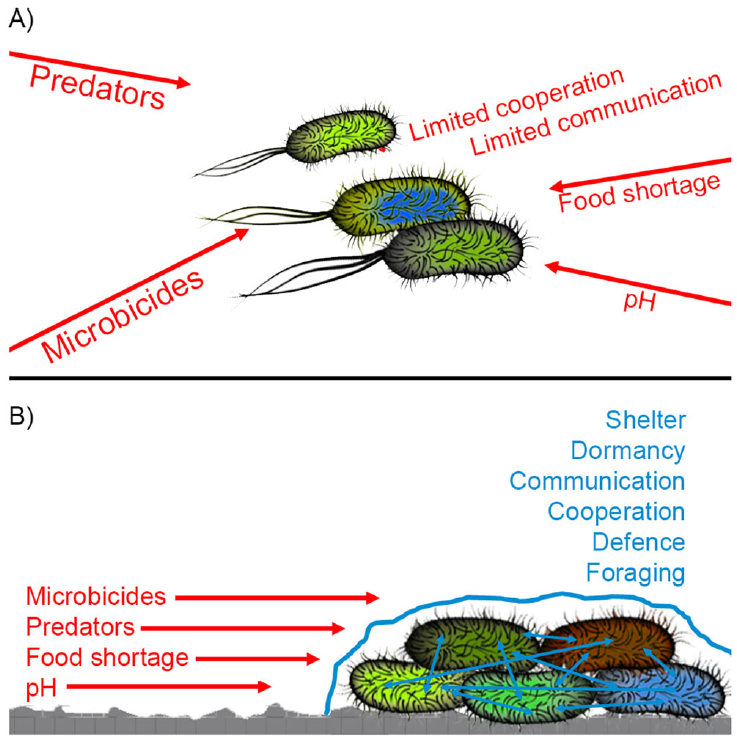 A)
Predators
Limited cooperation
Limited communication
Food shortage
Microbicides
pH
B)
Shelter
Dormancy
Communication
Cooperation
Defence
Foraging
Microbicides
Predators
Food shortage
pH